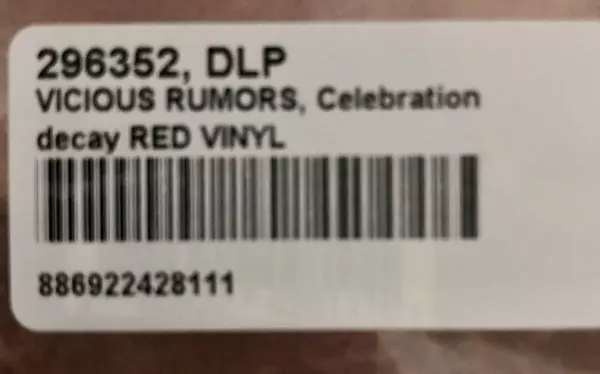 296352, DLP
VICIOUS RUMORS, Celebration
decay RED VINYL
886922428111